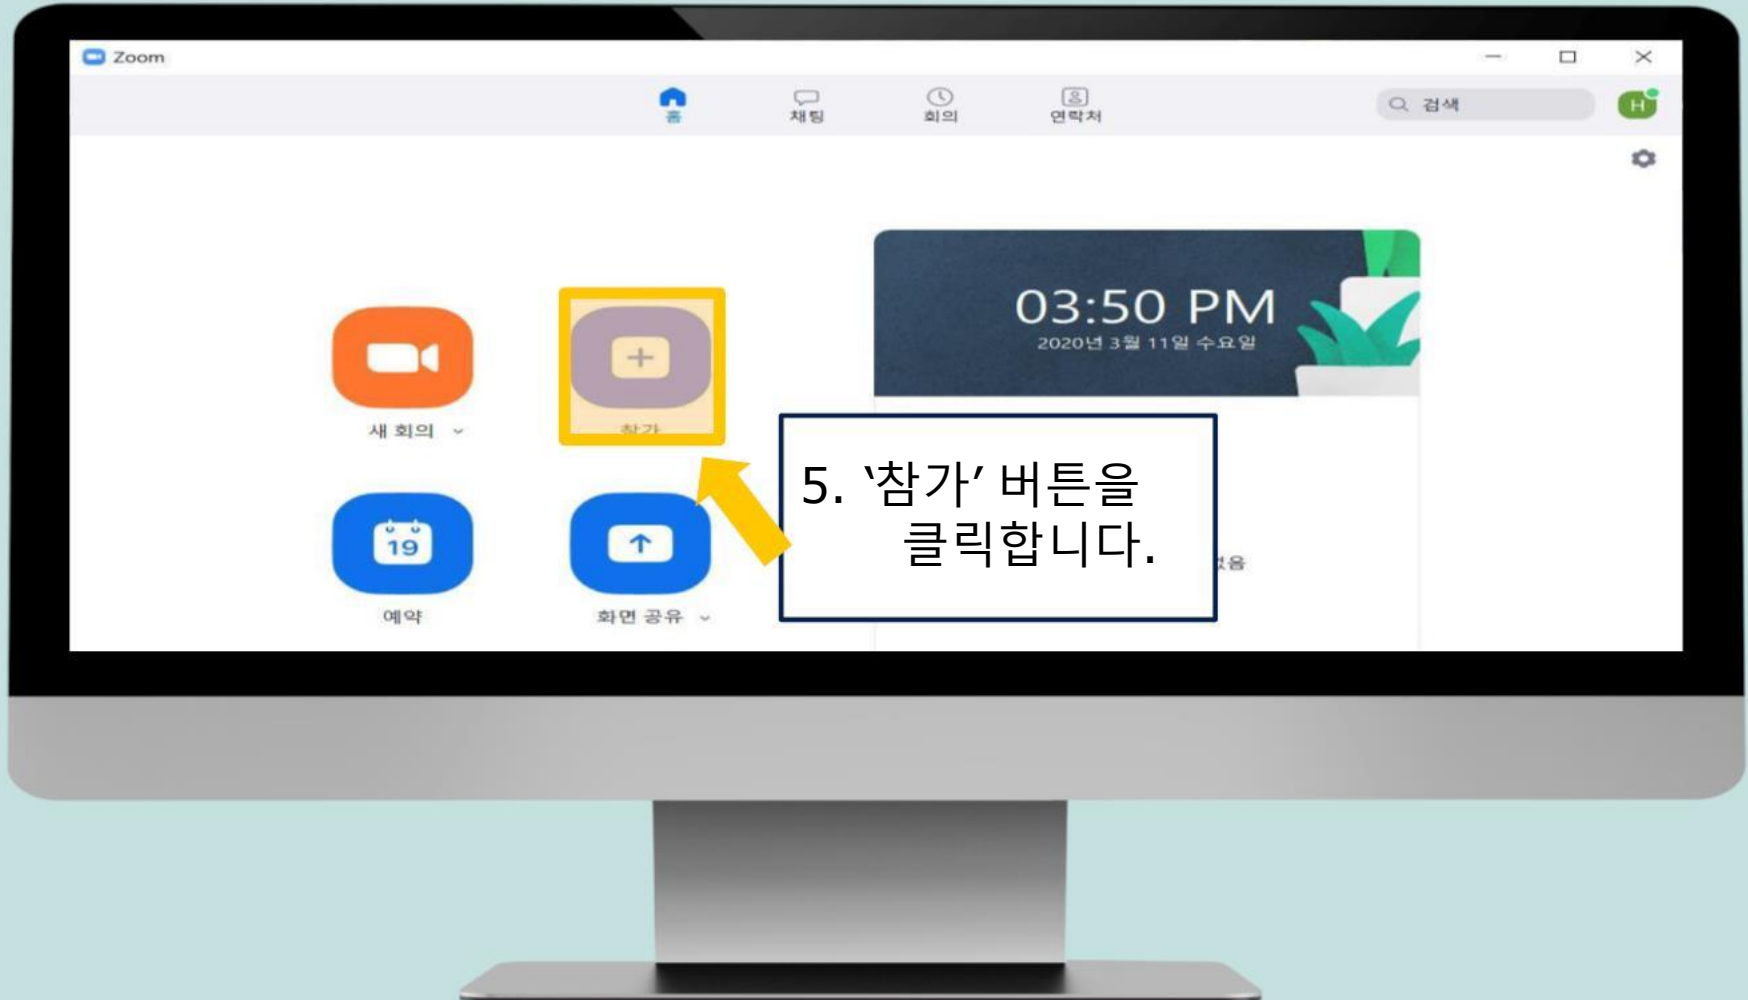 Zoom
홈
채팅
회의
연락처
검색
H
03:50 PM
2020년 3월 11일 수요일
새 회의
참가
5. ‘참가’ 버튼을
클릭합니다.
19
예약
화면 공유